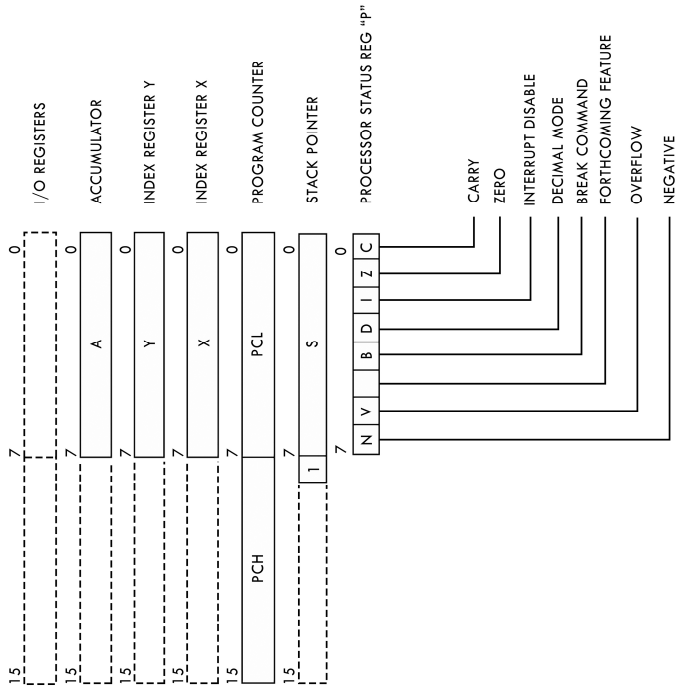 15 7 0 I/O REGISTERS
15 7 0 ACCUMULATOR
A
15 7 0 INDEX REGISTER Y
Y
15 7 0 INDEX REGISTER X
X
15 7 0 PROGRAM COUNTER
PCH PCL
15 7 0 STACK POINTER
1 S
7 0 PROCESSOR STATUS REG "P"
N V B D I Z C
CARRY
ZERO
INTERRUPT DISABLE
DECIMAL MODE
BREAK COMMAND
FORTHCOMING FEATURE
OVERFLOW
NEGATIVE